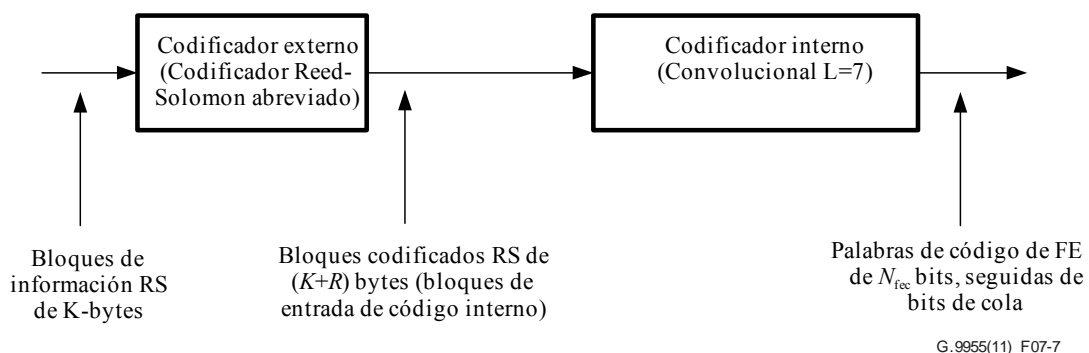 Codificador externo
(Codificador Reed-
Solomon abreviado)
Codificador interno
(Convolucional L=7)
Bloques de
información RS
de K-bytes
Bloques codificados RS de
(K+R) bytes (bloques de
entrada de código interno)
Palabras de código de FE
de Nfec bits, seguidas de
bits de cola
G.9955(11)_F07-7